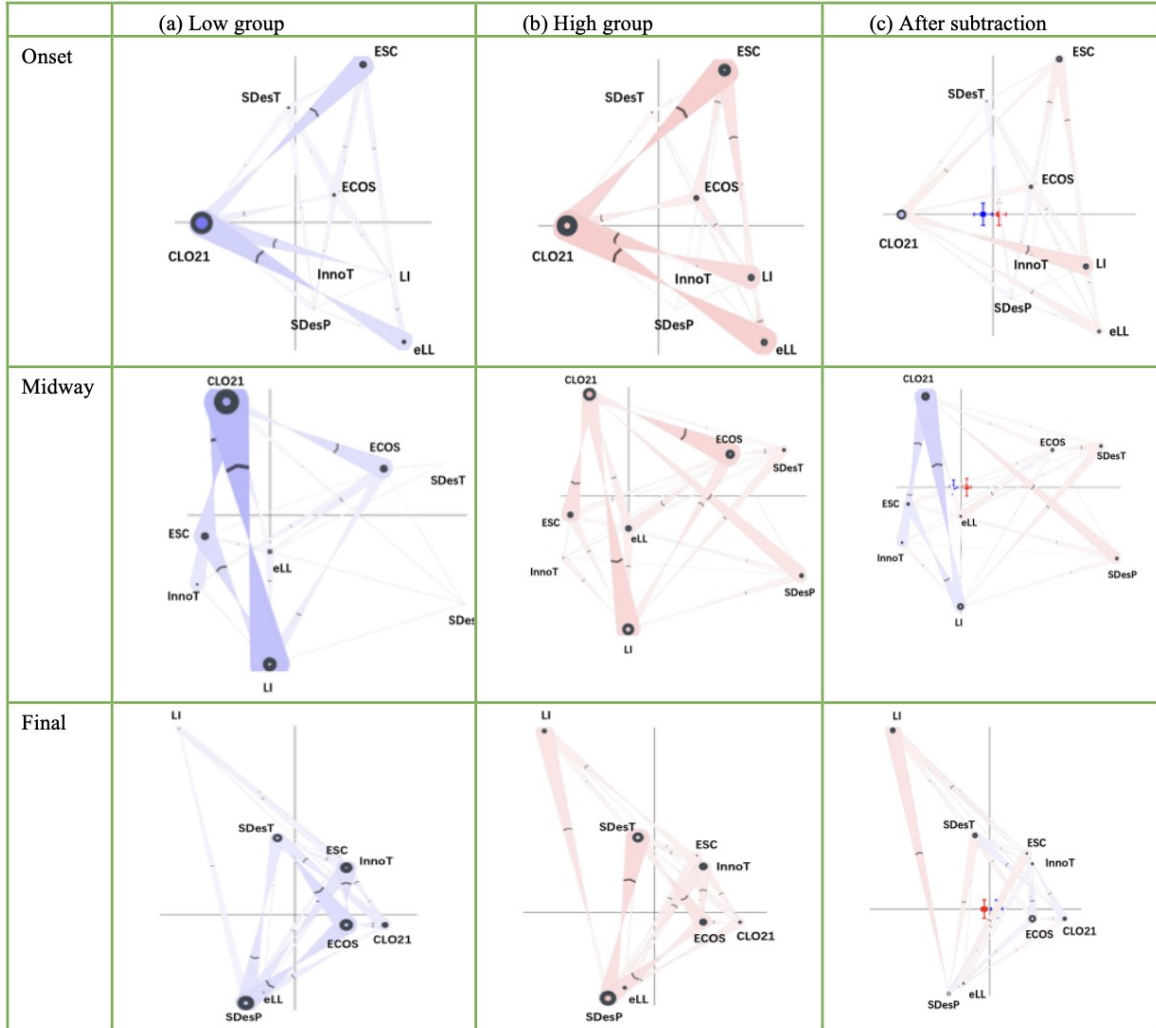 (a) Low group
(b) High group
(c) After subtraction
Onset
ESC
SDesT
ECOS
CLO21
InnoT
LI
SDesP
eLL
ESC
SDesT
ECOS
CLO21
InnoT
LI
SDesP
eLL
ESC
SDesT
ECOS
CLO21
InnoT
LI
SDesP
eLL
Midway
CLO21
ECOS
SDesT
ESC
eLL
InnoT
SDes
LI
CLO21
ECOS
SDesT
ESC
eLL
InnoT
SDesP
LI
CLO21
ECOS
SDesT
ESC
eLL
InnoT
SDesP
LI
Final
LI
SDesT
ESC
InnoT
ECOS
CLO21
eLL
SDesP
LI
SDesT
ESC
InnoT
ECOS
CLO21
eLL
SDesP
LI
SDesT
ESC
InnoT
ECOS
CLO21
eLL
SDesP